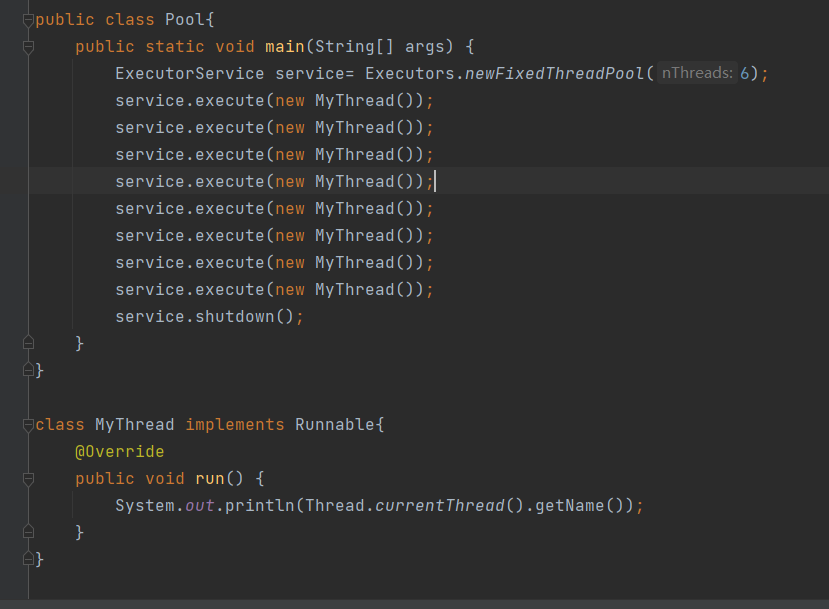 public class Pool{
    public static void main(String[] args) {
        ExecutorService service= Executors.newFixedThreadPool( nThreads: 6);
        service.execute(new MyThread());
        service.execute(new MyThread());
        service.execute(new MyThread());
        service.execute(new MyThread());
        service.execute(new MyThread());
        service.execute(new MyThread());
        service.execute(new MyThread());
        service.execute(new MyThread());
        service.shutdown();
    }
}
class MyThread implements Runnable{
    @Override
    public void run() {
        System.out.println(Thread.currentThread().getName());
    }
}